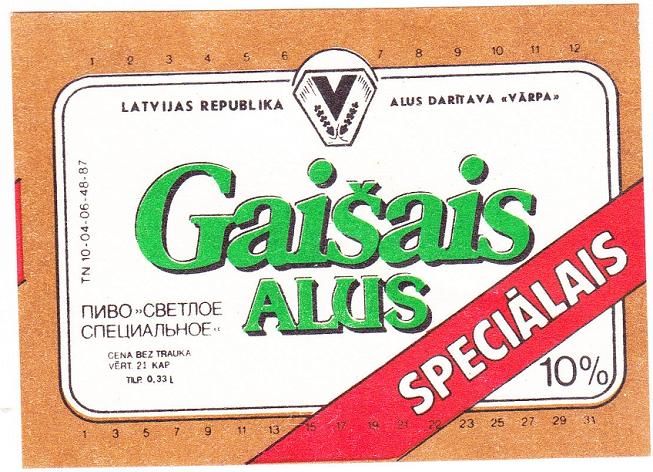 1 2 3 4 5 6 7 8 9 10 11 12
LATVIJAS REPUBLIKA
V
ALUS DARĪTAVA «VĀRPA»
TN 10-04-06-48-87
Gaišais
ALUS
SPECIĀLAIS
ПИВО »СВЕТЛОЕ
СПЕЦИАЛЬНОЕ«
CENA BEZ TRAUKA
VĒRT. 21 KAP
TILP. 0,33 L
10%
1 3 5 7 9 11 13 15 17 19 21 23 25 27 29 31